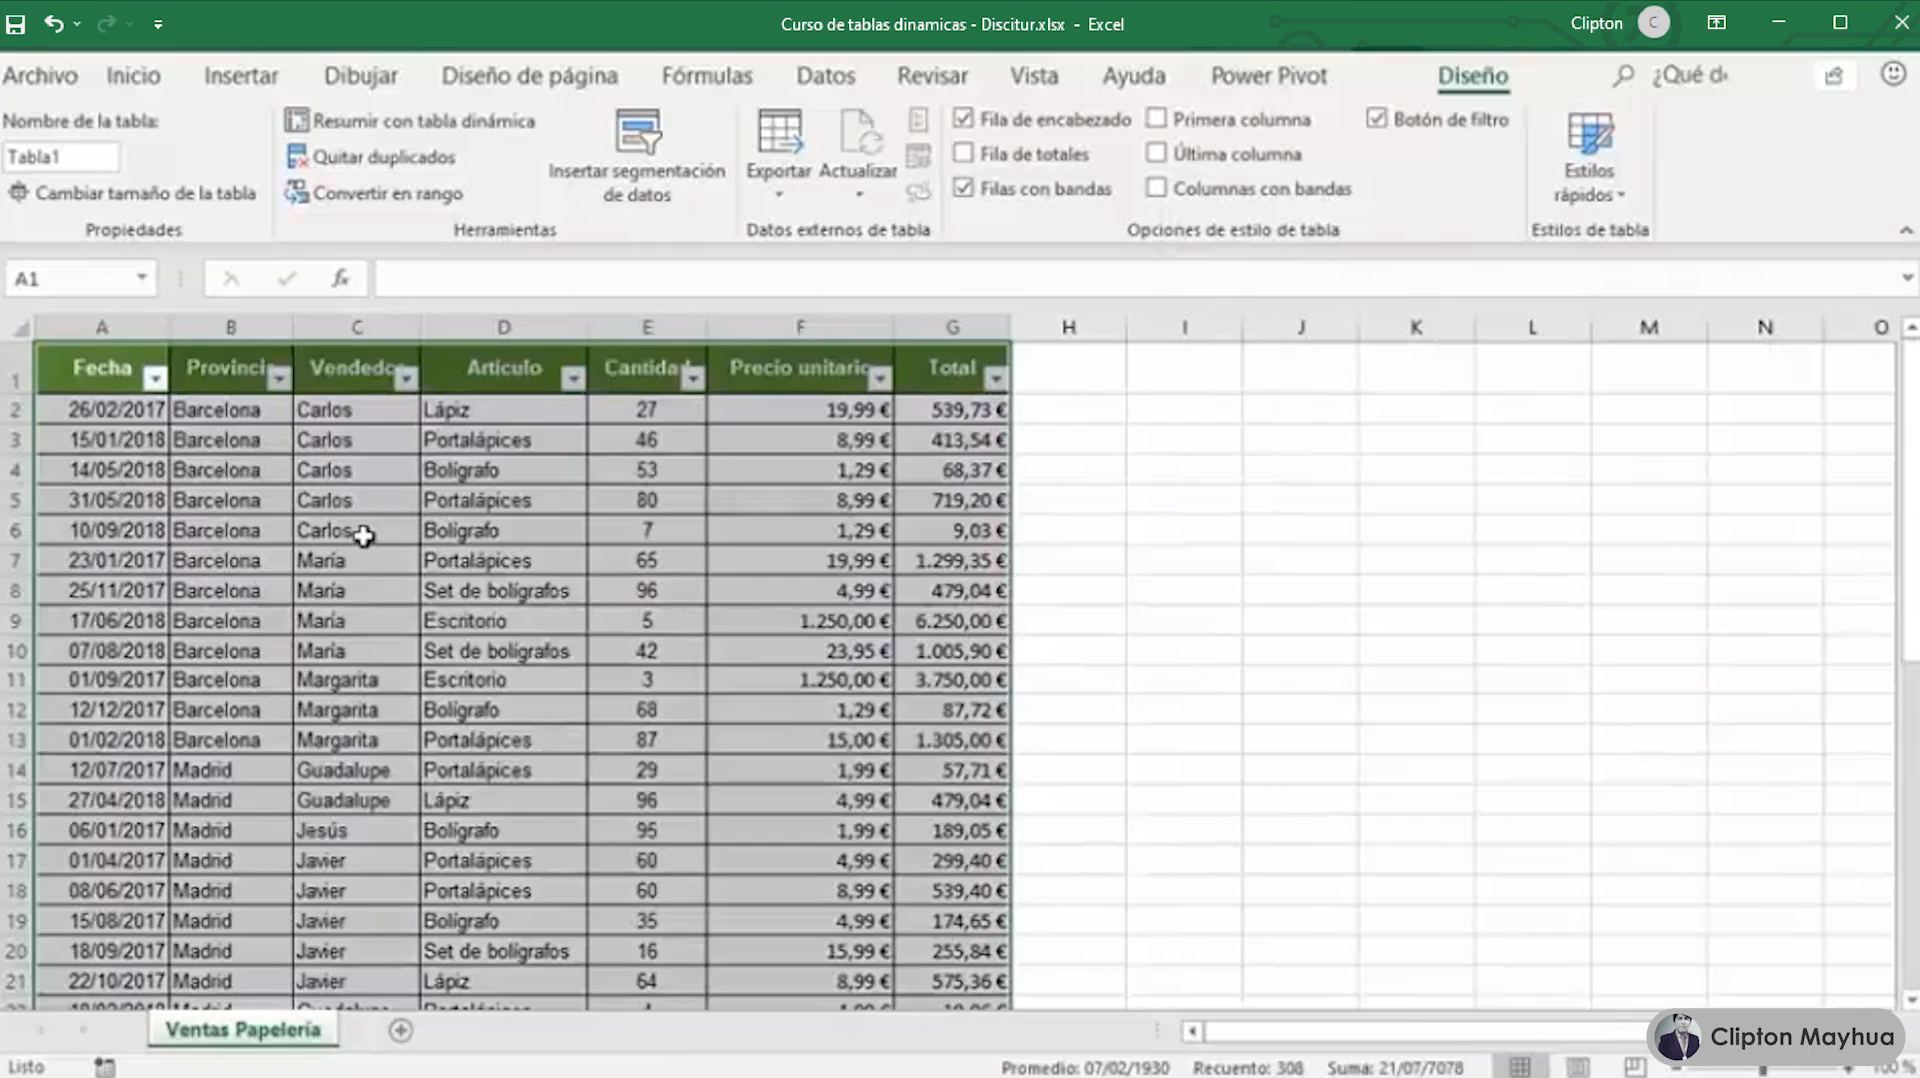 Curso de tablas dinamicas - Discitur.xlsx - Excel
Clipton
C
Archivo Inicio Insertar Dibujar Diseño de página Fórmulas Datos Revisar Vista Ayuda Power Pivot Diseño ¿Qué d
Nombre de la tabla:
Tabla1
Cambiar tamaño de la tabla
Propiedades
Resumir con tabla dinámica
Quitar duplicados
Convertir en rango
Insertar segmentación
de datos
Herramientas
Exportar Actualizar
Datos externos de tabla
Fila de encabezado Primera columna Botón de filtro
Fila de totales Última columna
Filas con bandas Columnas con bandas
Opciones de estilo de tabla
Estilos
rápidos
Estilos de tabla
A1 fx
A B C D E F G H I J K L M N O
1 Fecha Provinci Vendedo Artículo Cantida Precio unitario Total
2 26/02/2017 Barcelona Carlos Lápiz 27 19,99 € 539,73 €
3 15/01/2018 Barcelona Carlos Portalápices 46 8,99 € 413,54 €
4 14/05/2018 Barcelona Carlos Bolígrafo 53 1,29 € 68,37 €
5 31/05/2018 Barcelona Carlos Portalápices 80 8,99 € 719,20 €
6 10/09/2018 Barcelona Carlos Bolígrafo 7 1,29 € 9,03 €
7 23/01/2017 Barcelona María Portalápices 65 19,99 € 1.299,35 €
8 25/11/2017 Barcelona María Set de bolígrafos 96 4,99 € 479,04 €
9 17/06/2018 Barcelona María Escritorio 5 1.250,00 € 6.250,00 €
10 07/08/2018 Barcelona María Set de bolígrafos 42 23,95 € 1.005,90 €
11 01/09/2017 Barcelona Margarita Escritorio 3 1.250,00 € 3.750,00 €
12 12/12/2017 Barcelona Margarita Bolígrafo 68 1,29 € 87,72 €
13 01/02/2018 Barcelona Margarita Portalápices 87 15,00 € 1.305,00 €
14 12/07/2017 Madrid Guadalupe Portalápices 29 1,99 € 57,71 €
15 27/04/2018 Madrid Guadalupe Lápiz 96 4,99 € 479,04 €
16 06/01/2017 Madrid Jesús Bolígrafo 95 1,99 € 189,05 €
17 01/04/2017 Madrid Javier Portalápices 60 4,99 € 299,40 €
18 08/06/2017 Madrid Javier Portalápices 60 8,99 € 539,40 €
19 15/08/2017 Madrid Javier Bolígrafo 35 4,99 € 174,65 €
20 18/09/2017 Madrid Javier Set de bolígrafos 16 15,99 € 255,84 €
21 22/10/2017 Madrid Javier Lápiz 64 8,99 € 575,36 €
Ventas Papelería
Clipton Mayhua
Listo Promedio: 07/02/1930 Recuento: 308 Suma: 21/07/7078 100 %